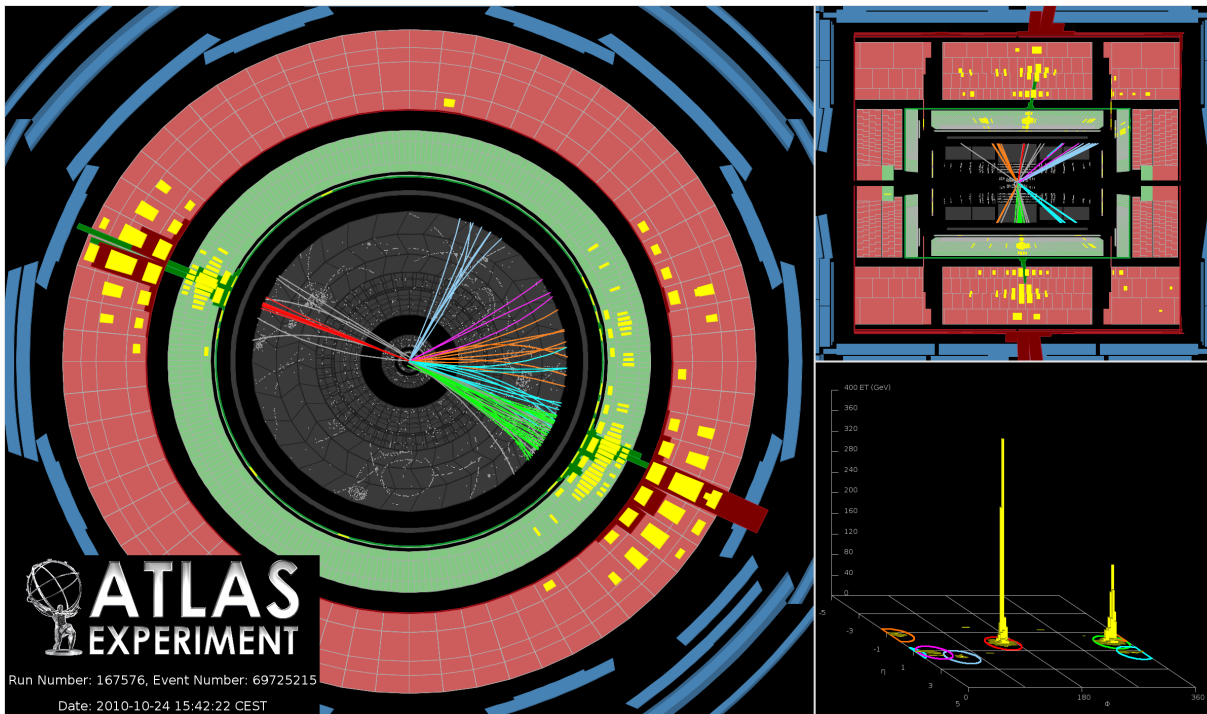 ATLAS
EXPERIMENT
Run Number: 167576, Event Number: 69725215
Date: 2010-10-24 15:42:22 CEST
400 ET (GeV)
360
320
280
240
200
160
120
80
40
0
-5
-3
-1
1
3
5
η
0
180
360
Φ